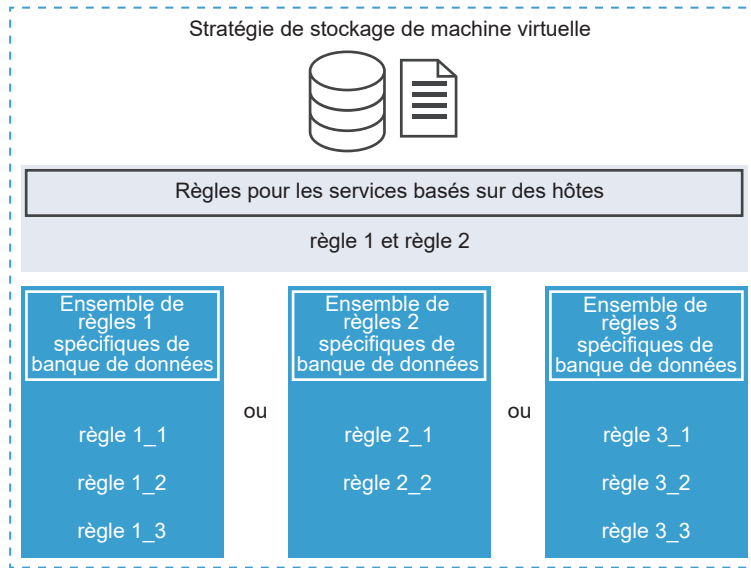 Stratégie de stockage de machine virtuelle
Règles pour les services basés sur des hôtes
règle 1 et règle 2
Ensemble de
règles 1
spécifiques de
banque de données
règle 1_1
règle 1_2
règle 1_3
ou
Ensemble de
règles 2
spécifiques de
banque de données
règle 2_1
règle 2_2
ou
Ensemble de
règles 3
spécifiques de
banque de données
règle 3_1
règle 3_2
règle 3_3